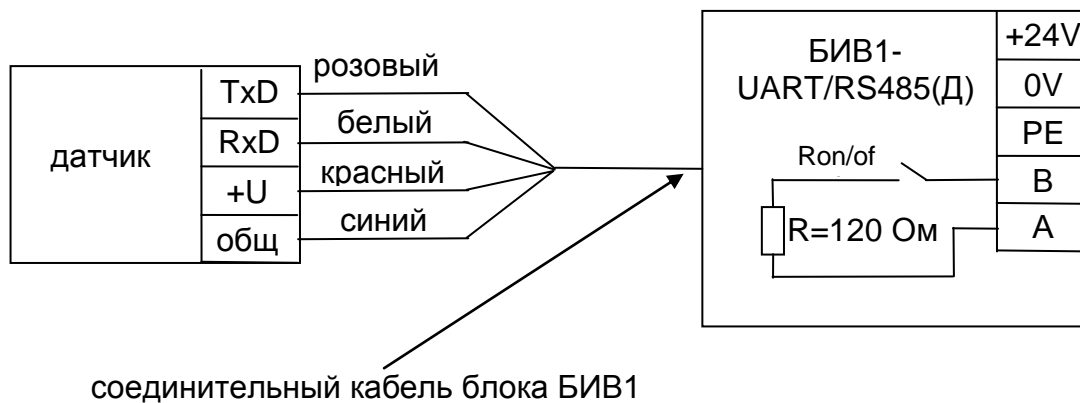 датчик
TxD
RxD
+U
общ
розовый
белый
красный
синий
БИВ1-
UART/RS485(Д)
Ron/of
R=120 Ом
+24V
0V
PE
B
A
соединительный кабель блока БИВ1